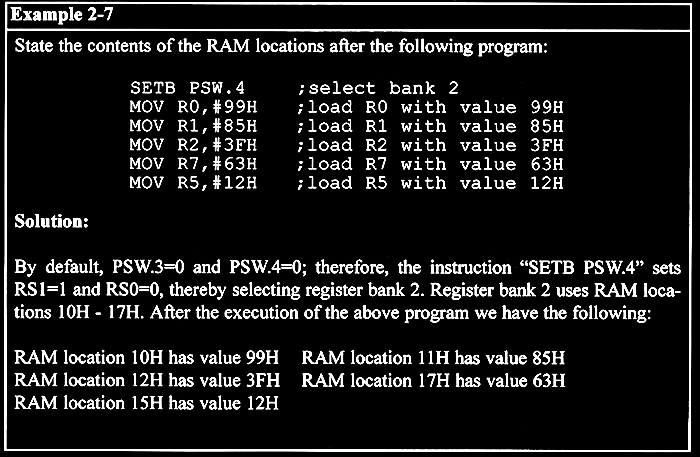 Example 2-7
State the contents of the RAM locations after the following program:
SETB PSW.4 ;select bank 2
MOV R0,#99H ;load R0 with value 99H
MOV R1,#85H ;load R1 with value 85H
MOV R2,#3FH ;load R2 with value 3FH
MOV R7,#63H ;load R7 with value 63H
MOV R5,#12H ;load R5 with value 12H
Solution:
By default, PSW.3=0 and PSW.4=0; therefore, the instruction “SETB PSW.4” sets
RS1=1 and RS0=0, thereby selecting register bank 2. Register bank 2 uses RAM loca-
tions 10H - 17H. After the execution of the above program we have the following:
RAM location 10H has value 99H RAM location 11H has value 85H
RAM location 12H has value 3FH RAM location 17H has value 63H
RAM location 15H has value 12H